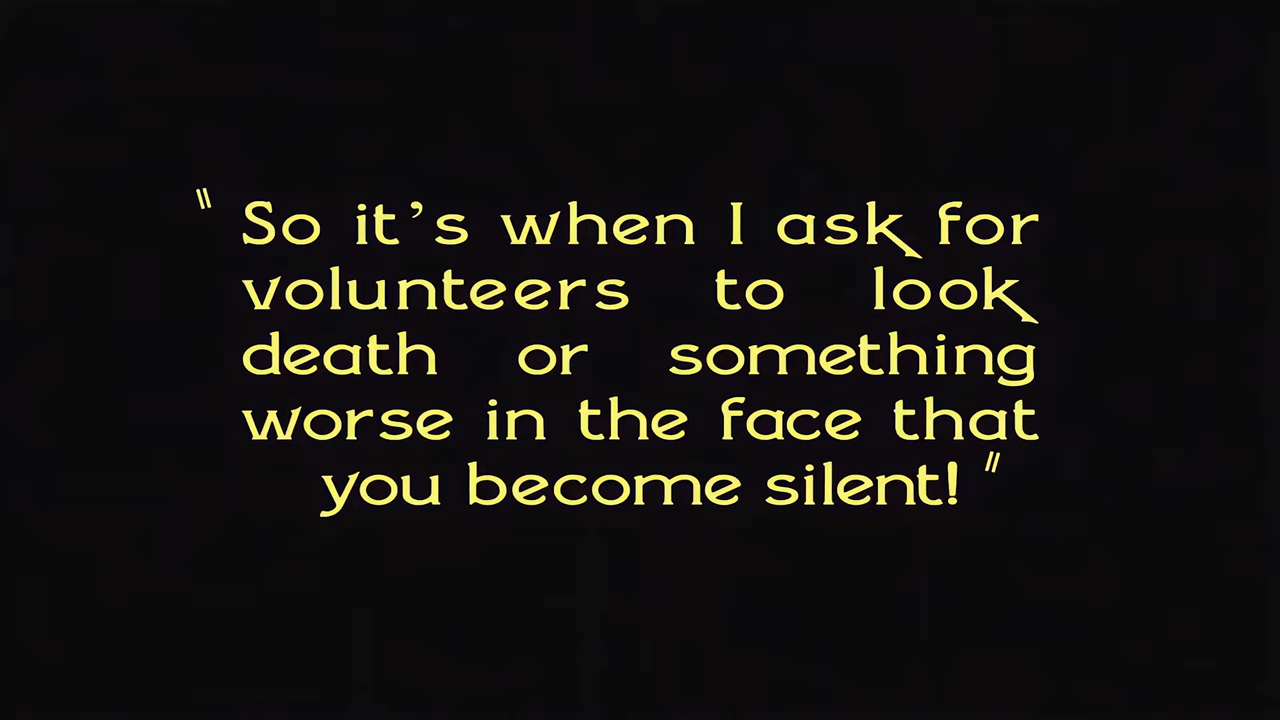 " So it's when I ask for
volunteers to look
death or something
worse in the face that
you become silent! "